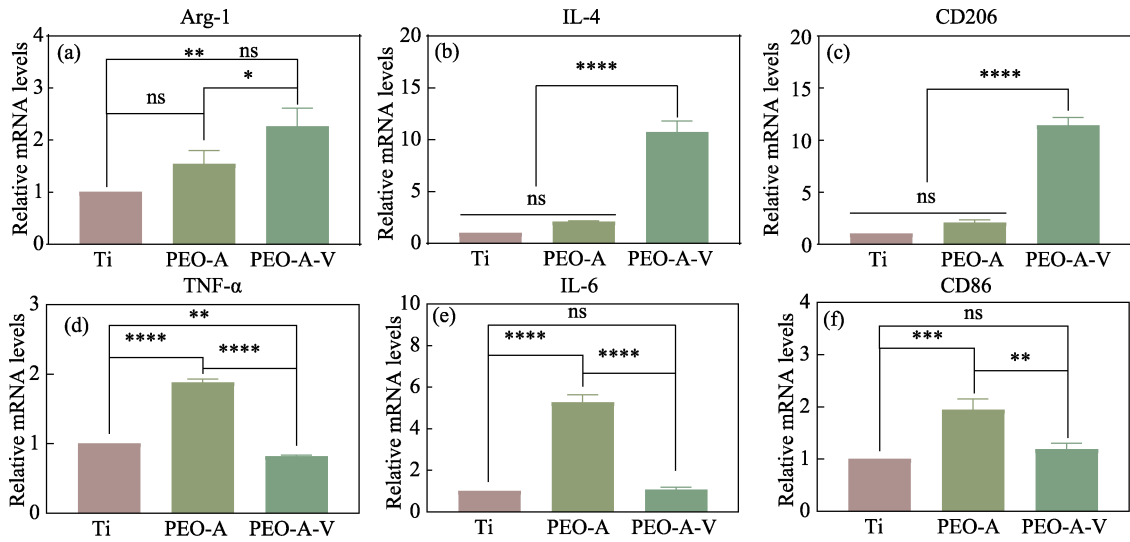 Arg-1
(a)
Relative mRNA levels
4
3
2
1
0
** ns
*
ns
Ti PEO-A PEO-A-V
IL-4
(b)
Relative mRNA levels
20
15
10
5
0
****
ns
Ti PEO-A PEO-A-V
CD206
(c)
Relative mRNA levels
20
15
10
5
0
****
ns
Ti PEO-A PEO-A-V
TNF-α
(d)
Relative mRNA levels
3
2
1
0
**
**** ****
Ti PEO-A PEO-A-V
IL-6
(e)
Relative mRNA levels
10
8
6
4
2
0
ns
****
****
Ti PEO-A PEO-A-V
CD86
(f)
Relative mRNA levels
4
3
2
1
0
ns
***
**
Ti PEO-A PEO-A-V